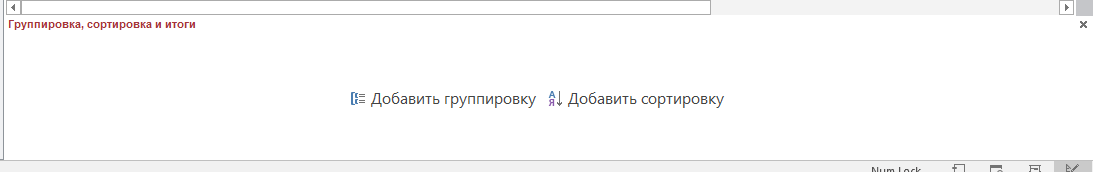 Группировка, сортировка и итоги
Добавить группировку
Добавить сортировку
Num Lock